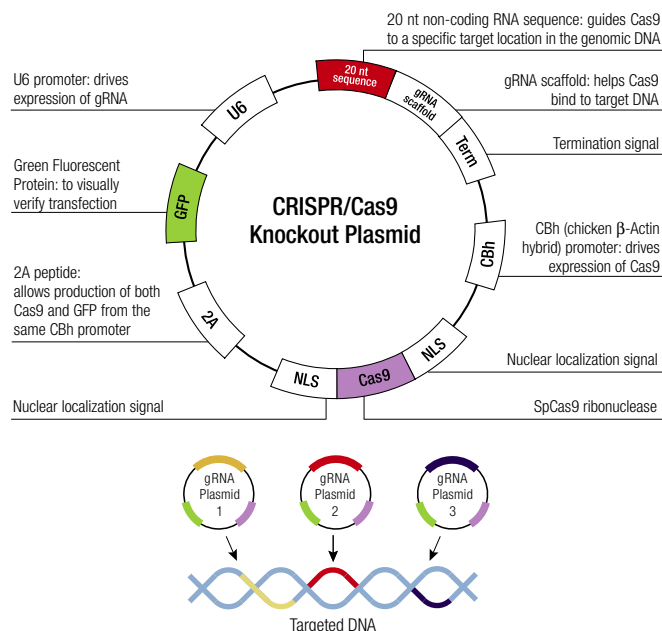 20 nt non-coding RNA sequence: guides Cas9
to a specific target location in the genomic DNA
U6 promoter: drives
expression of gRNA
gRNA scaffold: helps Cas9
bind to target DNA
Termination signal
Green Fluorescent
Protein: to visually
verify transfection
CBh (chicken β-Actin
hybrid) promoter: drives
expression of Cas9
2A peptide:
allows production of both
Cas9 and GFP from the
same CBh promoter
Nuclear localization signal
Nuclear localization signal
SpCas9 ribonuclease
CRISPR/Cas9
Knockout Plasmid
20 nt
sequence
gRNA
scaffold
Term
CBh
NLS
Cas9
NLS
2A
GFP
U6
gRNA
Plasmid
1
gRNA
Plasmid
2
gRNA
Plasmid
3
Targeted DNA